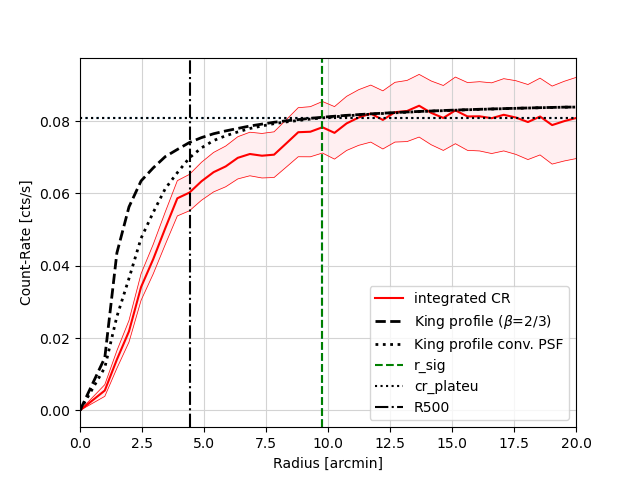 Count-Rate [cts/s]
0.08
0.06
0.04
0.02
0.00
integrated CR
King profile (β=2/3)
King profile conv. PSF
r_sig
cr_plateu
R500
0.0 2.5 5.0 7.5 10.0 12.5 15.0 17.5 20.0
Radius [arcmin]